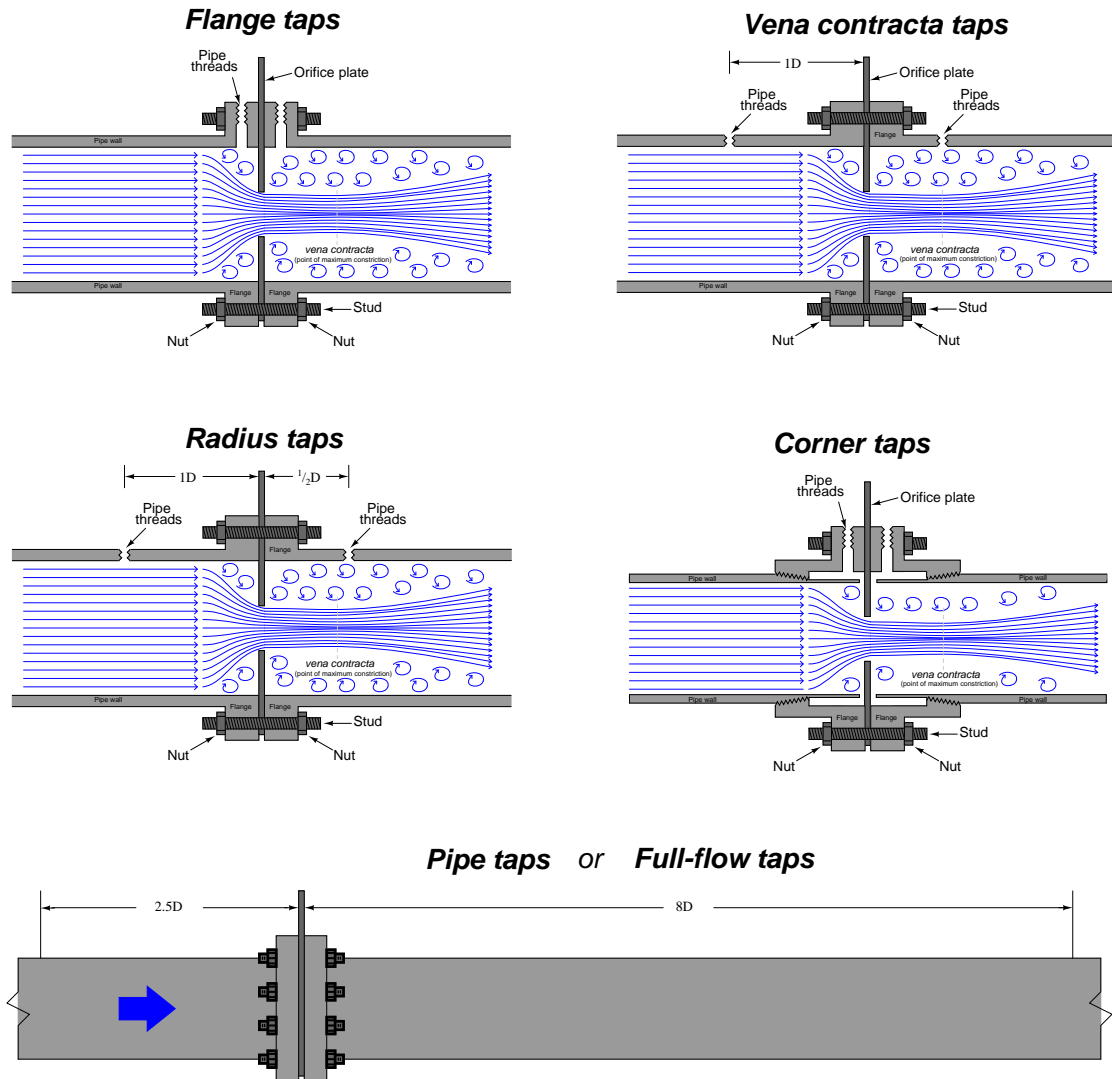 Flange taps
Pipe
threads
Orifice plate
Pipe wall
vena contracta
(point of maximum constriction)
Pipe wall
Flange
Flange
Stud
Nut
Nut
Vena contracta taps
1D
Orifice plate
Pipe
threads
Pipe
threads
Flange
vena contracta
(point of maximum constriction)
Pipe wall
Flange
Flange
Stud
Nut
Nut
Radius taps
1D
1/2D
Pipe
threads
Pipe
threads
Flange
vena contracta
(point of maximum constriction)
Pipe wall
Flange
Flange
Stud
Nut
Nut
Corner taps
Pipe
threads
Orifice plate
Pipe wall
Pipe wall
vena contracta
(point of maximum constriction)
Pipe wall
Pipe wall
Flange
Flange
Stud
Nut
Nut
Pipe taps or Full-flow taps
2.5D
8D